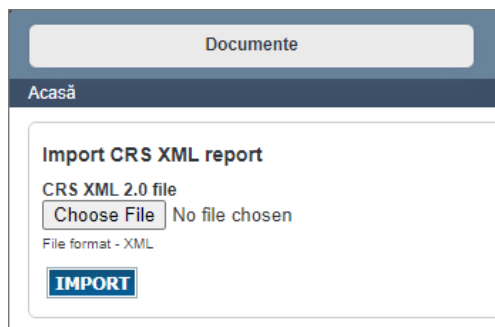 Documente
Acasă
Import CRS XML report
CRS XML 2.0 file
Choose File No file chosen
File format - XML
IMPORT